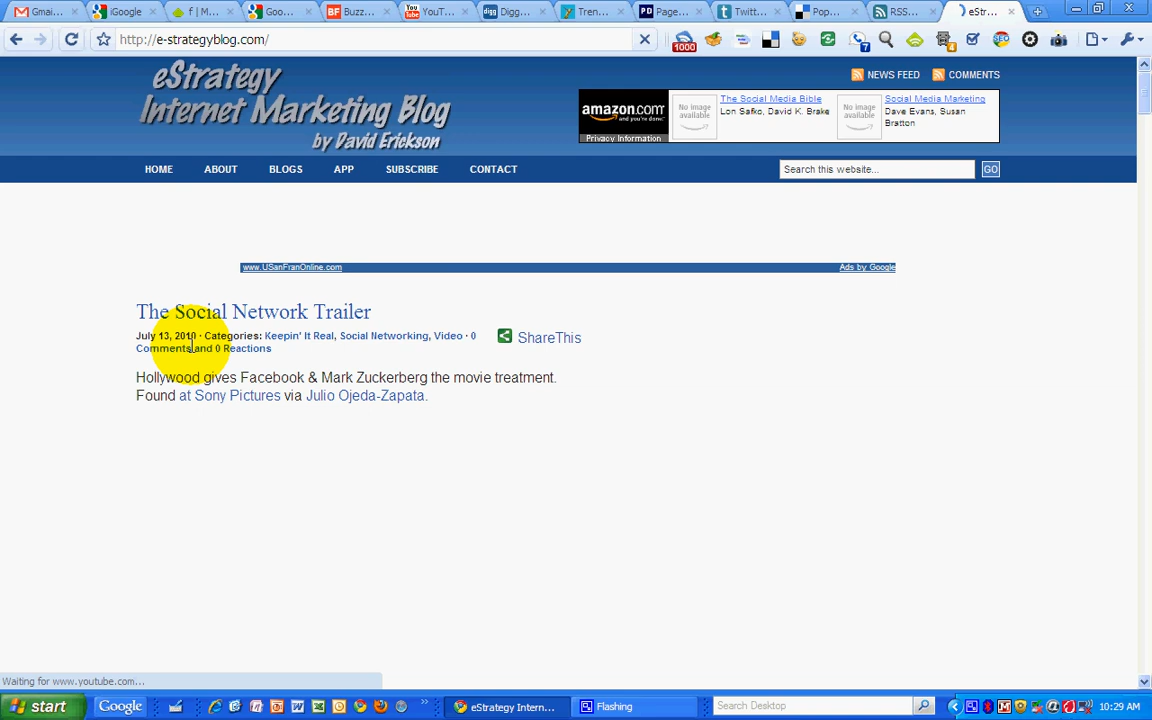 Gmai...
iGoogle
f | M...
Goo...
Buzz...
YouT...
Digg...
Tren...
Page...
Twitt...
Pop...
RSS...
eStr...
http://e-strategyblog.com/
1000
7
4
SEO
eStrategy
Internet Marketing Blog
by David Erickson
NEWS FEED
COMMENTS
amazon.com
and you're done.
Privacy Information
No image available
The Social Media Bible
Lon Safko, David K. Brake
No image available
Social Media Marketing
Dave Evans, Susan
Bratton
HOME
ABOUT
BLOGS
APP
SUBSCRIBE
CONTACT
Search this website...
GO
www.USanFranOnline.com
Ads by Google
The Social Network Trailer
July 13, 2010 · Categories: Keepin' It Real, Social Networking, Video · 0
Comments and 0 Reactions
ShareThis
Hollywood gives Facebook & Mark Zuckerberg the movie treatment.
Found at Sony Pictures via Julio Ojeda-Zapata.
Waiting for www.youtube.com...
start
Google
eStrategy Intern...
Flashing
Search Desktop
10:29 AM